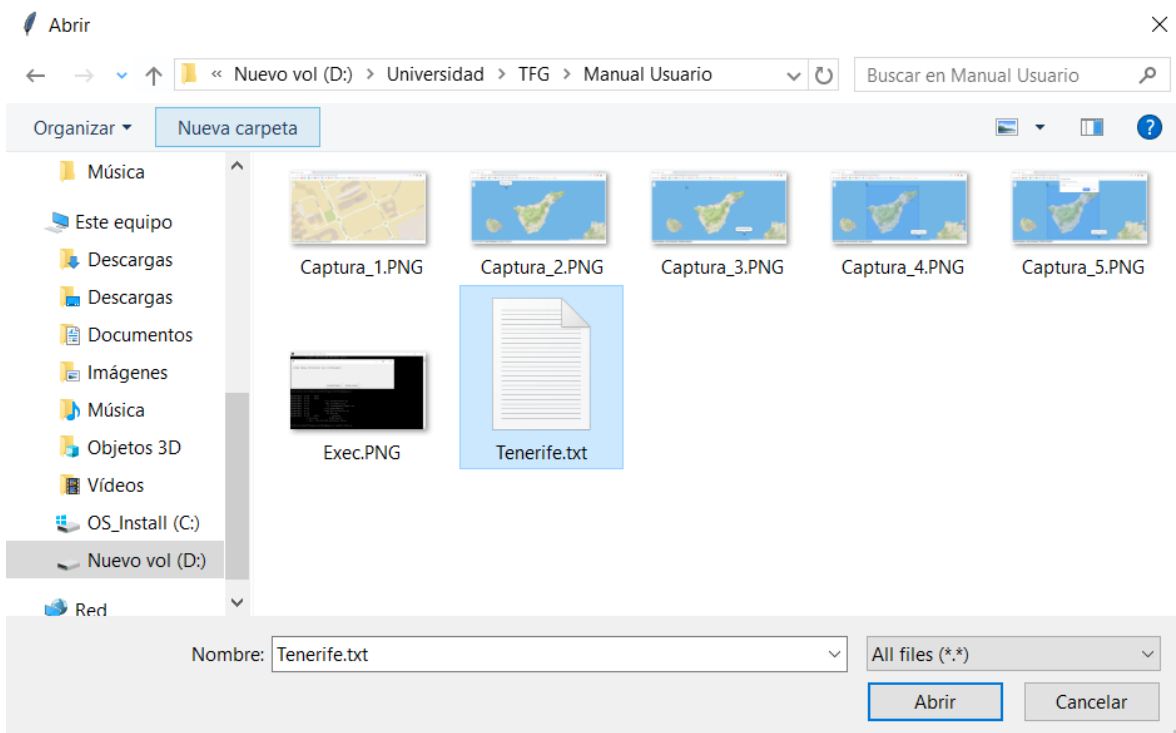 Abrir
« Nuevo vol (D:) > Universidad > TFG > Manual Usuario
Buscar en Manual Usuario
Organizar
Nueva carpeta
?
Música
Este equipo
Descargas
Descargas
Documentos
Imágenes
Música
Objetos 3D
Vídeos
OS_Install (C:)
Nuevo vol (D:)
Red
Captura_1.PNG
Captura_2.PNG
Captura_3.PNG
Captura_4.PNG
Captura_5.PNG
Exec.PNG
Tenerife.txt
Nombre: Tenerife.txt
All files (*.*)
Abrir
Cancelar